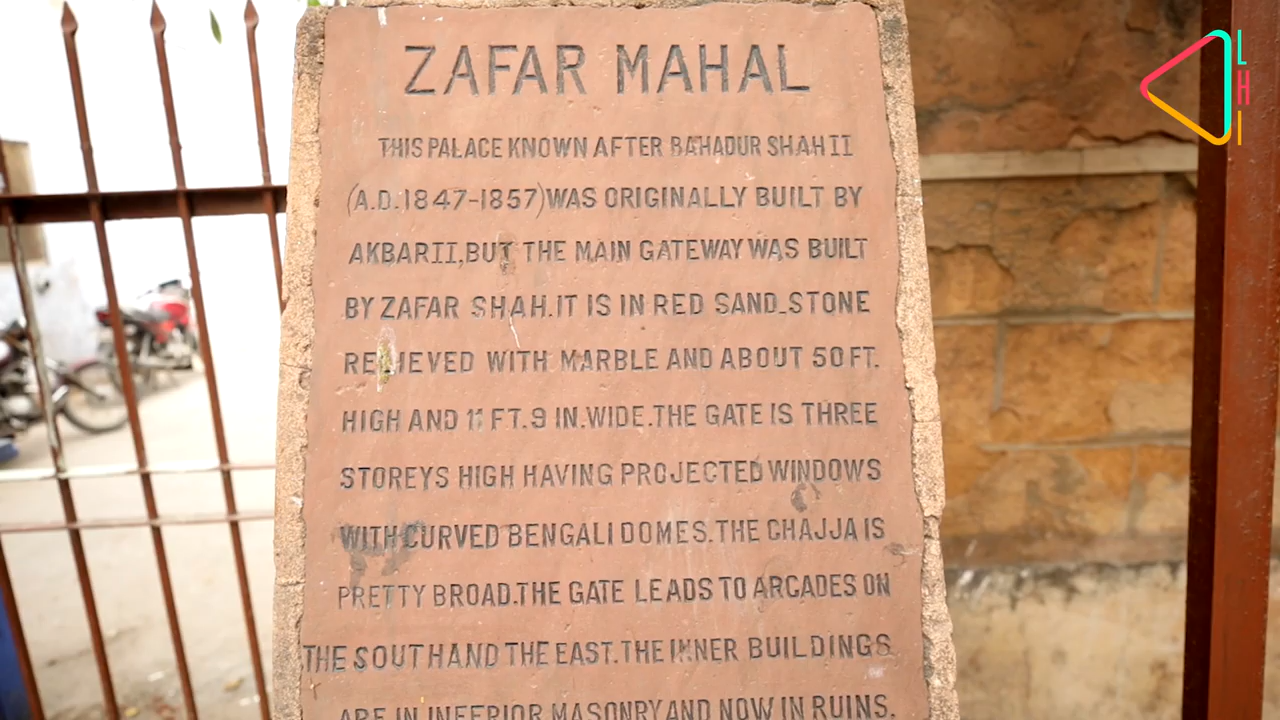 ZAFAR MAHAL
THIS PALACE KNOWN AFTER BAHADUR SHAH II
(A.D.1847-1857)WAS ORIGINALLY BUILT BY
AKBAR II, BUT THE MAIN GATEWAY WAS BUILT
BY ZAFAR SHAH. IT IS IN RED SAND-STONE
RELIEVED WITH MARBLE AND ABOUT 50 FT.
HIGH AND 11 FT. 9 IN. WIDE. THE GATE IS THREE
STOREYS HIGH HAVING PROJECTED WINDOWS
WITH CURVED BENGALI DOMES. THE CHAJJA IS
PRETTY BROAD. THE GATE LEADS TO ARCADES ON
THE SOUTH AND THE EAST. THE INNER BUILDINGS
ARE IN INFERIOR MASONRY AND NOW IN RUINS.
LHI